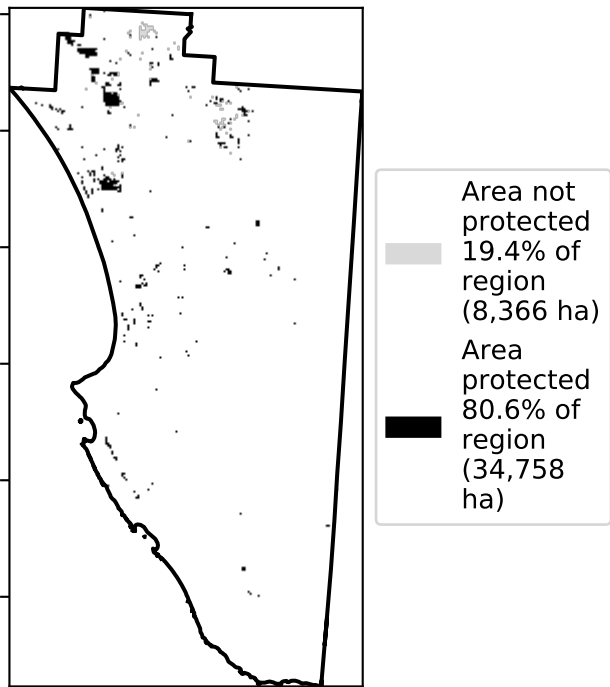 Area not
protected
19.4% of
region
(8,366 ha)
Area
protected
80.6% of
region
(34,758
ha)